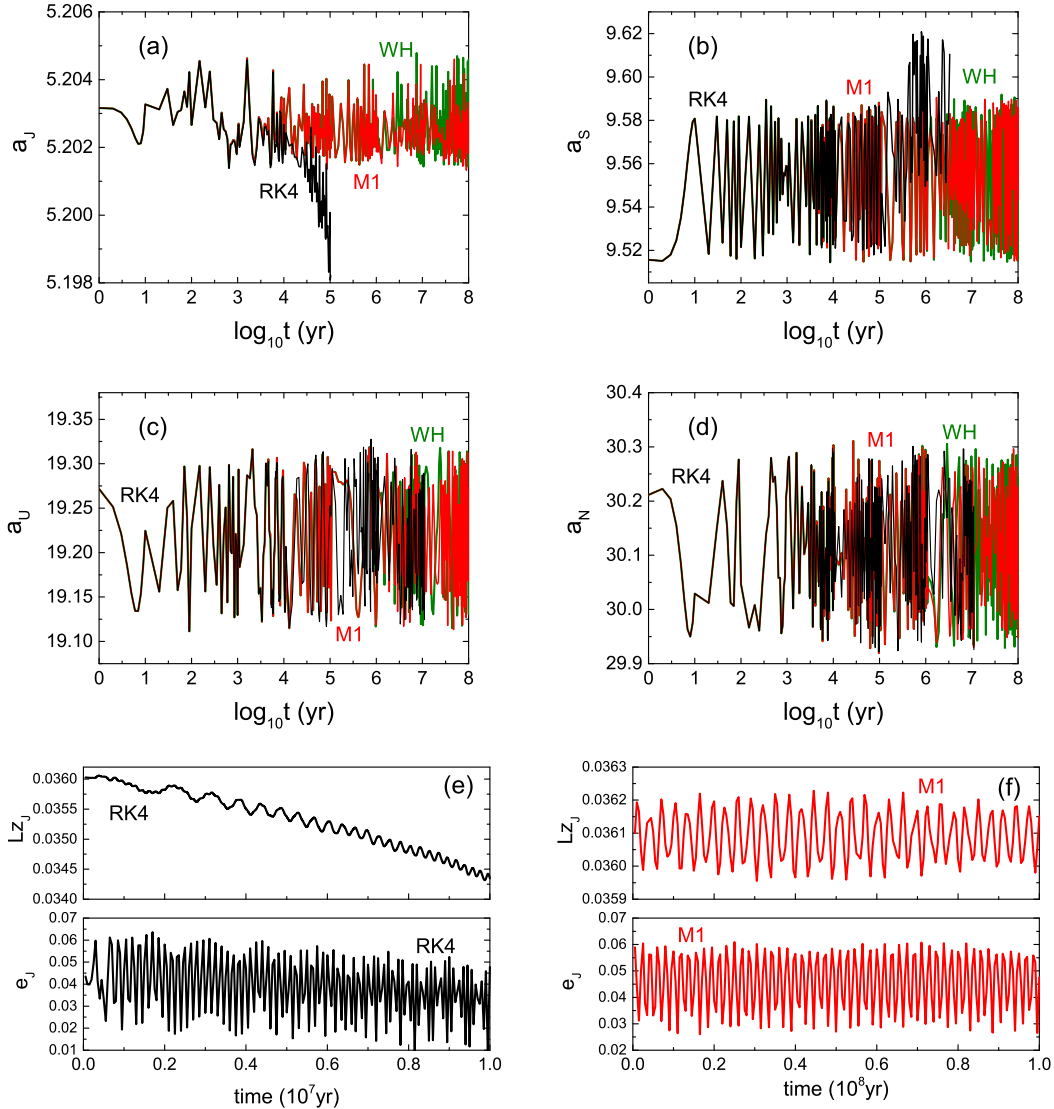 (a)
WH
RK4
M1
a_J
5.206
5.204
5.202
5.200
5.198
0 1 2 3 4 5 6 7 8
log₁₀t (yr)
(b)
RK4
M1
WH
a_S
9.62
9.60
9.58
9.56
9.54
9.52
0 1 2 3 4 5 6 7 8
log₁₀t (yr)
(c)
WH
RK4
M1
a_U
19.35
19.30
19.25
19.20
19.15
19.10
0 1 2 3 4 5 6 7 8
log₁₀t (yr)
(d)
M1
WH
RK4
a_N
30.4
30.3
30.2
30.1
30.0
29.9
0 1 2 3 4 5 6 7 8
log₁₀t (yr)
(e)
RK4
Lz_J
0.0360
0.0355
0.0350
0.0345
0.0340
RK4
e_J
0.07
0.06
0.05
0.04
0.03
0.02
0.01
0.0 0.2 0.4 0.6 0.8 1.0
time (10⁷yr)
(f)
M1
Lz_J
0.0363
0.0362
0.0361
0.0360
0.0359
M1
e_J
0.07
0.06
0.05
0.04
0.03
0.02
0.0 0.2 0.4 0.6 0.8 1.0
time (10⁸yr)